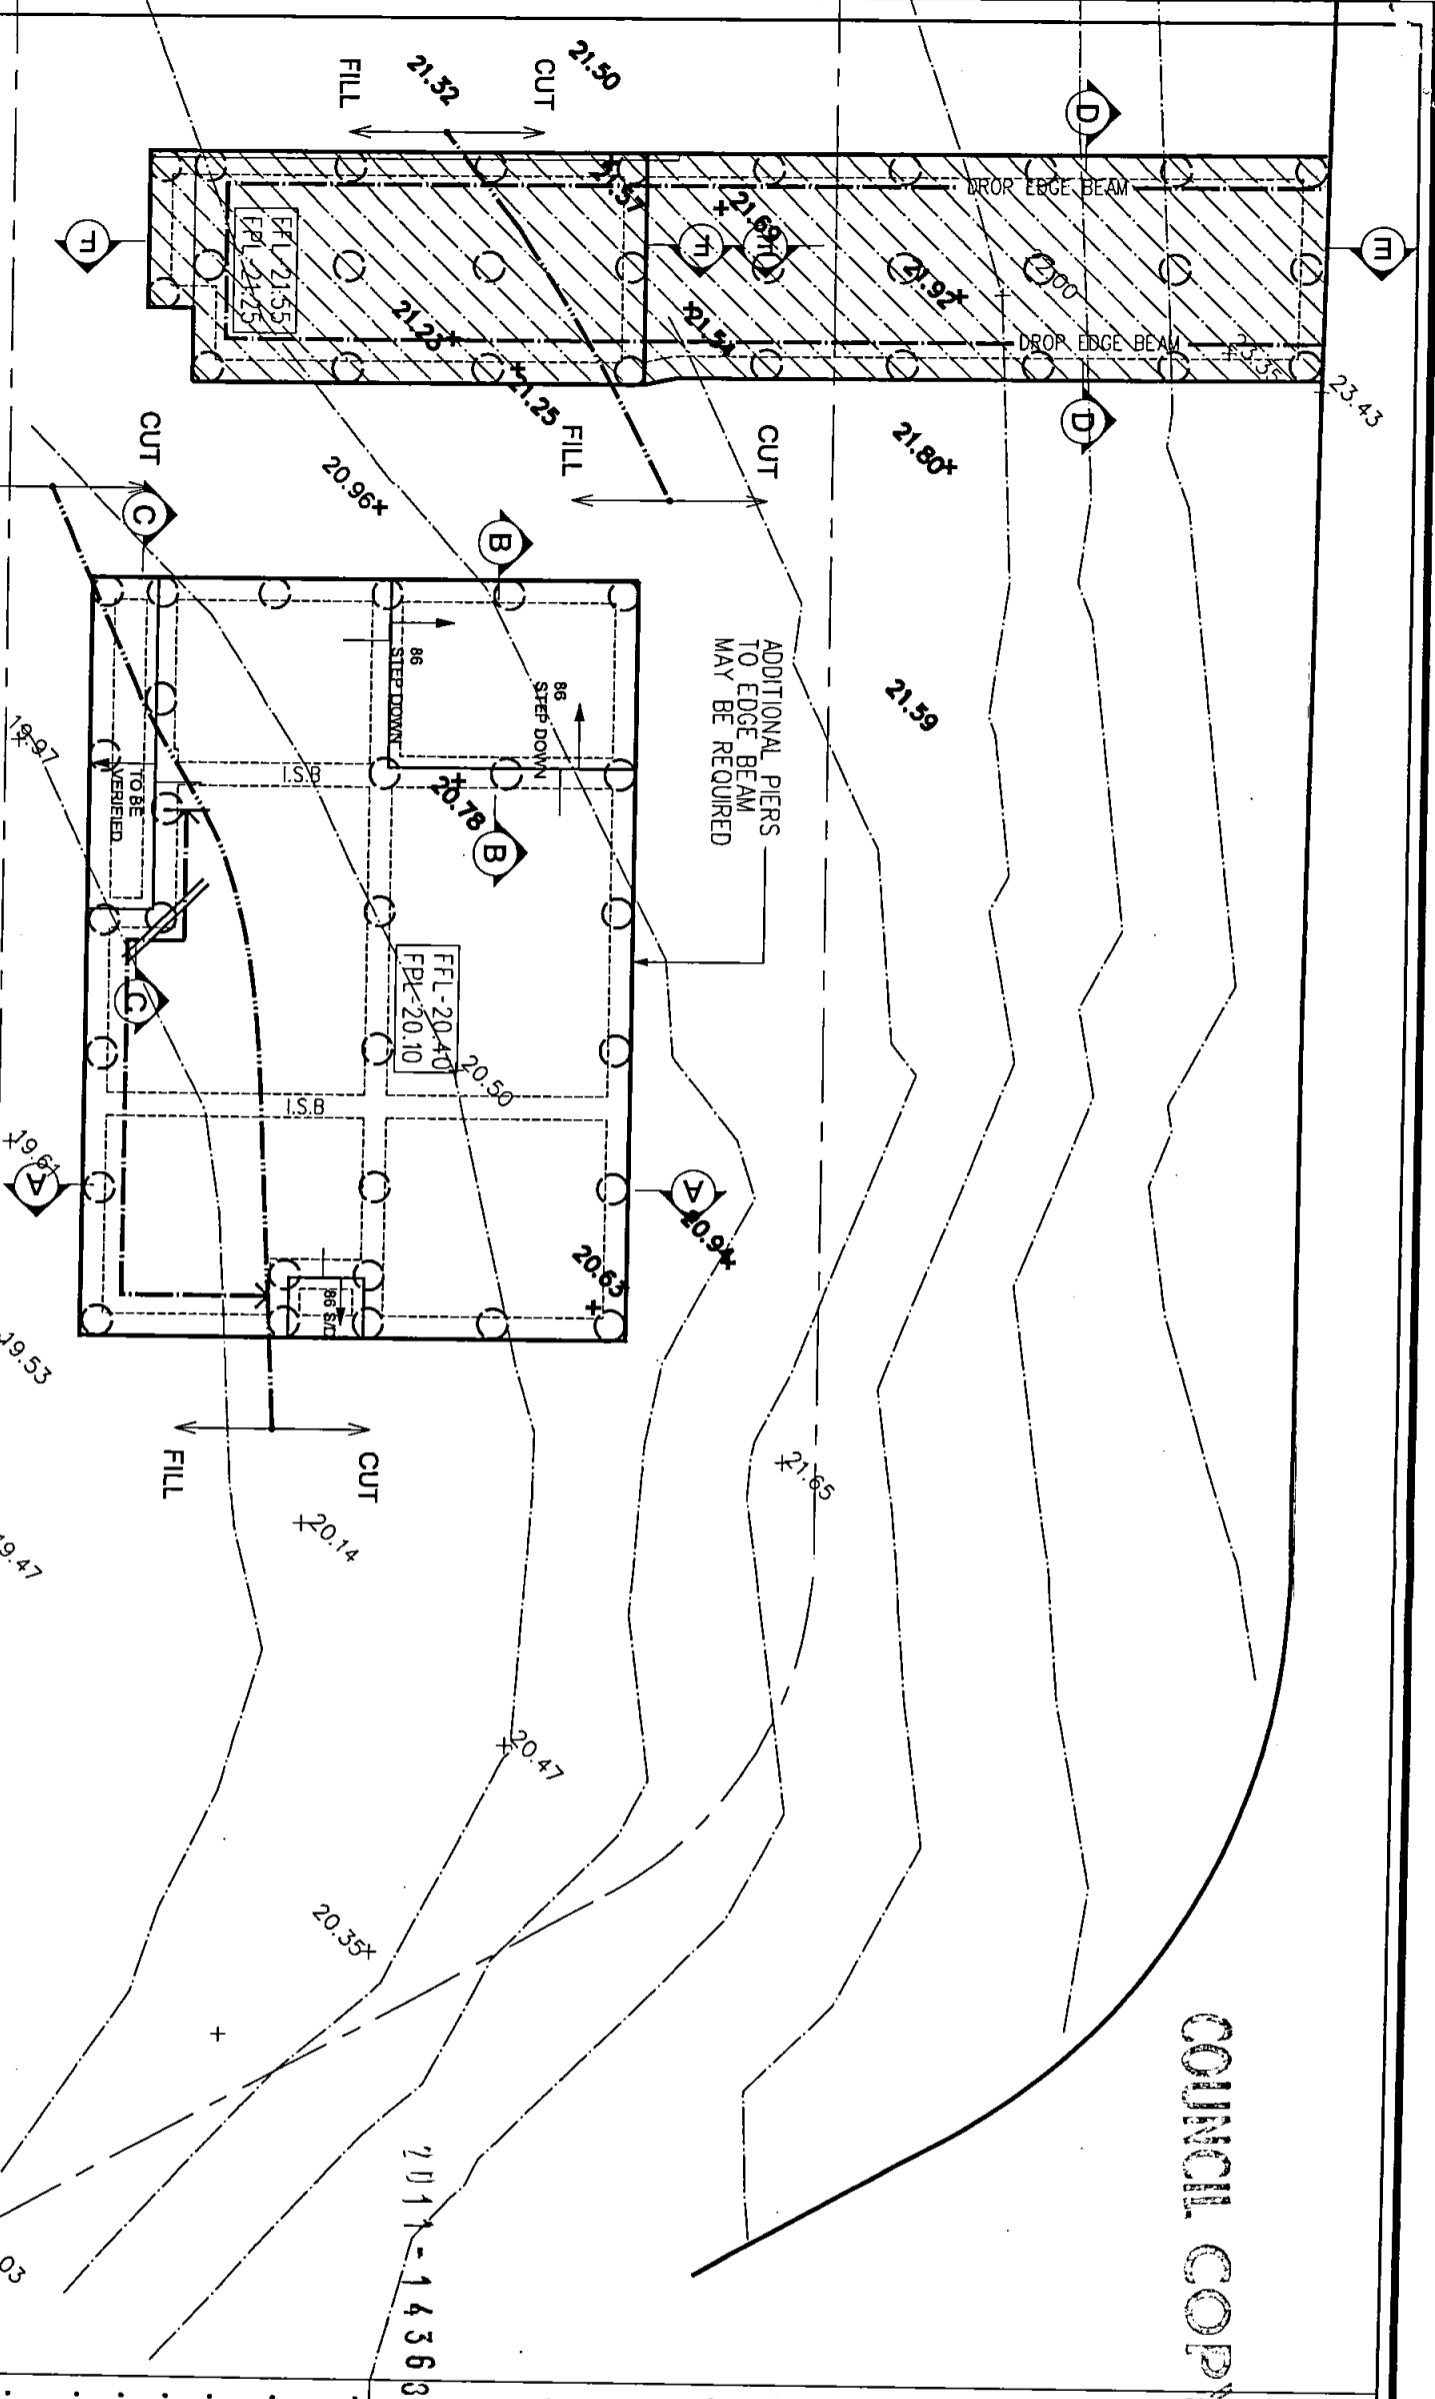 21.50
CUT
21.32
FILL
D
DROP EDGE BEAM
21.57
21.69
E
F
E
F
FFL-21.55
FPL-21.25
21.92
21.23
21.54
DROP EDGE BEAM
23.35
23.43
D
21.25
FILL
CUT
21.80
CUT
20.96
C
B
86
STEP DOWN
86
STEP DOWN
ADDITIONAL PIERS
TO EDGE BEAM
MAY BE REQUIRED
21.59
19.97
I.S.B
TO BE
VERIFIED
20.78
B
C
FFL-20.40
FPL-20.10
20.50
I.S.B
19.61
A
A
20.94
20.63
86 S/D
19.53
FILL
CUT
21.65
20.14
19.47
20.47
20.35
03
COUNCIL COPY
2011-14363